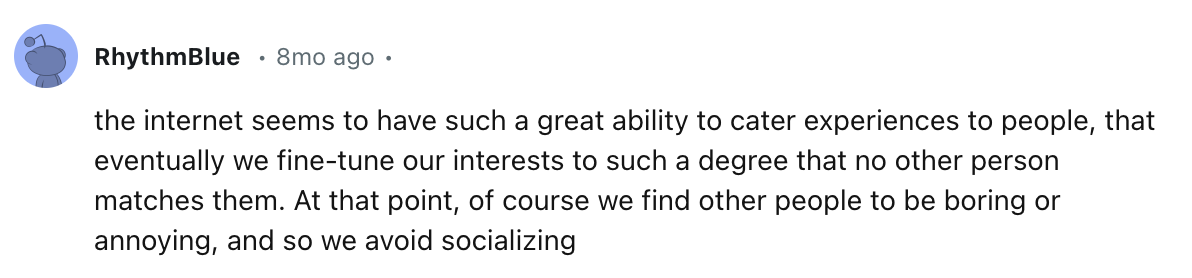 RhythmBlue • 8mo ago •
the internet seems to have such a great ability to cater experiences to people, that
eventually we fine-tune our interests to such a degree that no other person
matches them. At that point, of course we find other people to be boring or
annoying, and so we avoid socializing